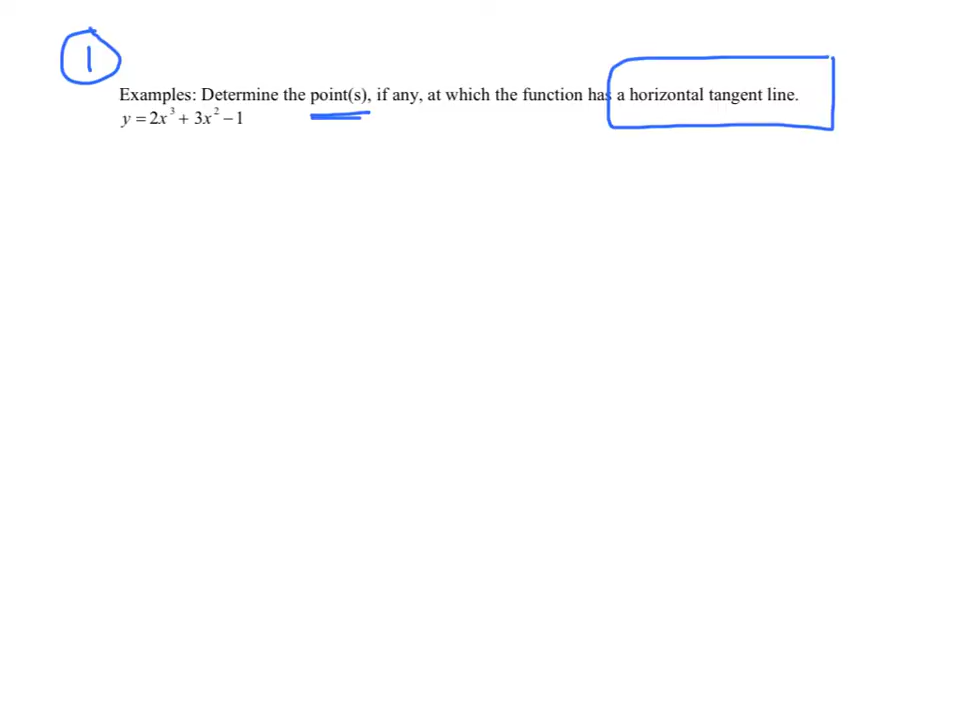 1
Examples: Determine the point(s), if any, at which the function has a horizontal tangent line.
y = 2x³ + 3x² − 1